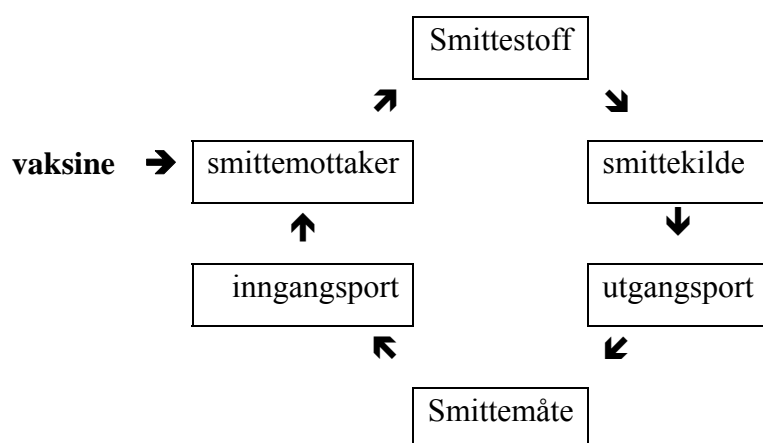 Smittestoff
vaksine ➔ smittemottaker smittekilde
inngangsport utgangsport
Smittemåte